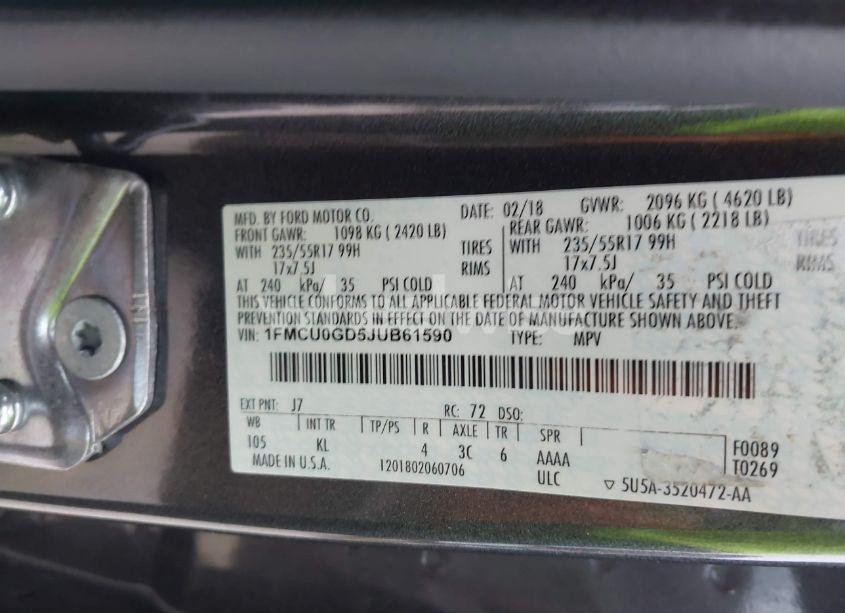 MFD. BY FORD MOTOR CO. DATE: 02/18 GVWR: 2096 KG ( 4620 LB)
FRONT GAWR: 1098 KG ( 2420 LB) REAR GAWR: 1006 KG ( 2218 LB)
WITH 235/55R17 99H TIRES WITH 235/55R17 99H TIRES
17x7.5J RIMS 17x7.5J RIMS
AT 240 kPa/ 35 PSI COLD AT 240 kPa/ 35 PSI COLD
THIS VEHICLE CONFORMS TO ALL APPLICABLE FEDERAL MOTOR VEHICLE SAFETY AND THEFT
PREVENTION STANDARDS IN EFFECT ON THE DATE OF MANUFACTURE SHOWN ABOVE.
VIN: 1FMCU0GD5JUB61590 TYPE: MPV
EXT PNT: J7 RC: 72 DSO:
WB INT TR TP/PS R AXLE TR SPR
105 KL 4 3C 6 AAAA F0089
MADE IN U.S.A. 1201802060706 ULC T0269
▽ 5U5A-3520472-AA